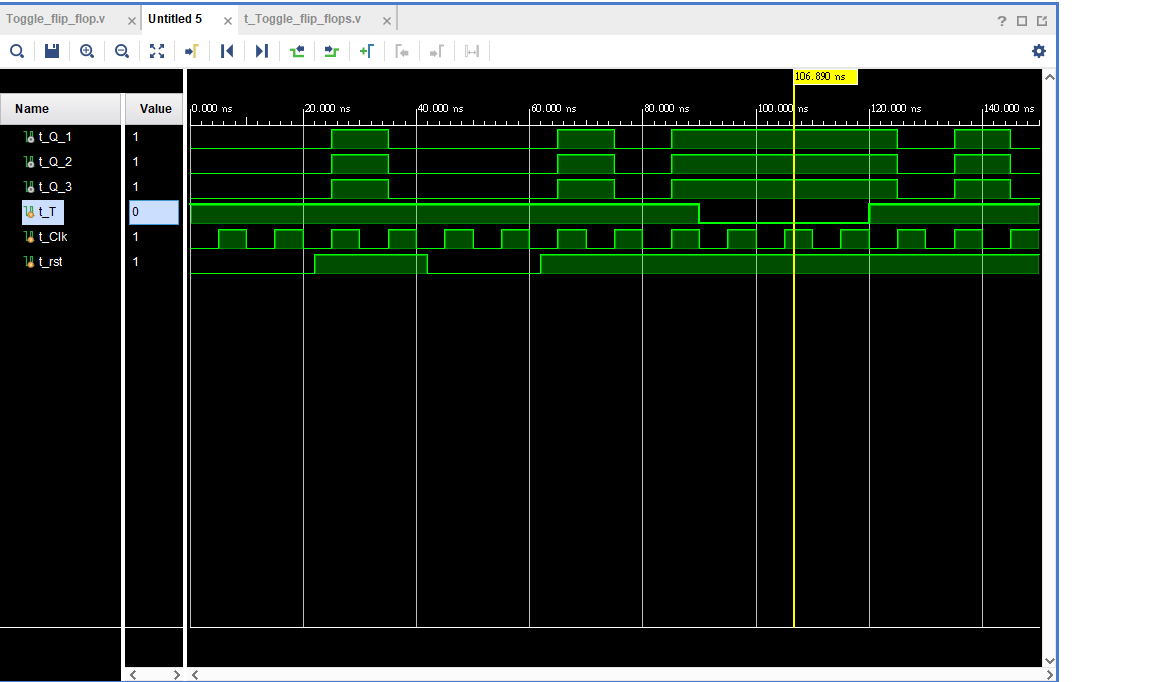 Toggle_flip_flop.v × Untitled 5 × t_Toggle_flip_flops.v × ?
106.890 ns
Name Value 0.000 ns 20.000 ns 40.000 ns 60.000 ns 80.000 ns 100.000 ns 120.000 ns 140.000 ns
t_Q_1 1
t_Q_2 1
t_Q_3 1
t_T 0
t_Clk 1
t_rst 1